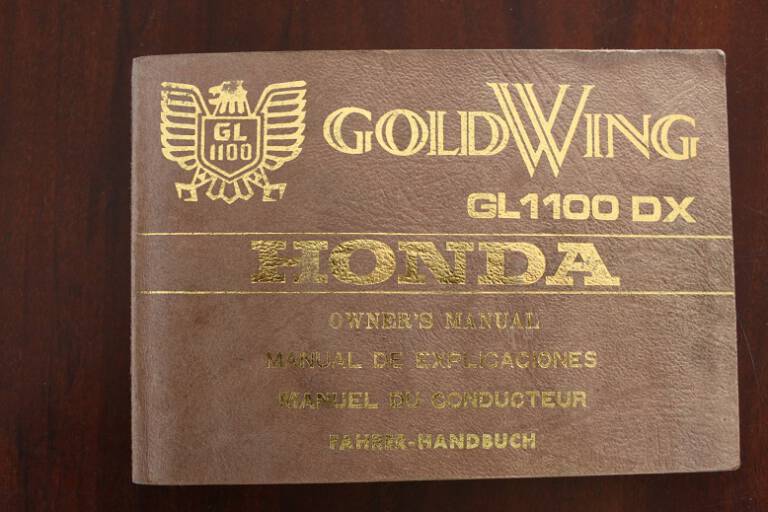 GL
1100
GOLDWING
GL1100 DX
HONDA
OWNER'S MANUAL
MANUAL DE EXPLICACIONES
MANUEL DU CONDUCTEUR
FAHRER-HANDBUCH